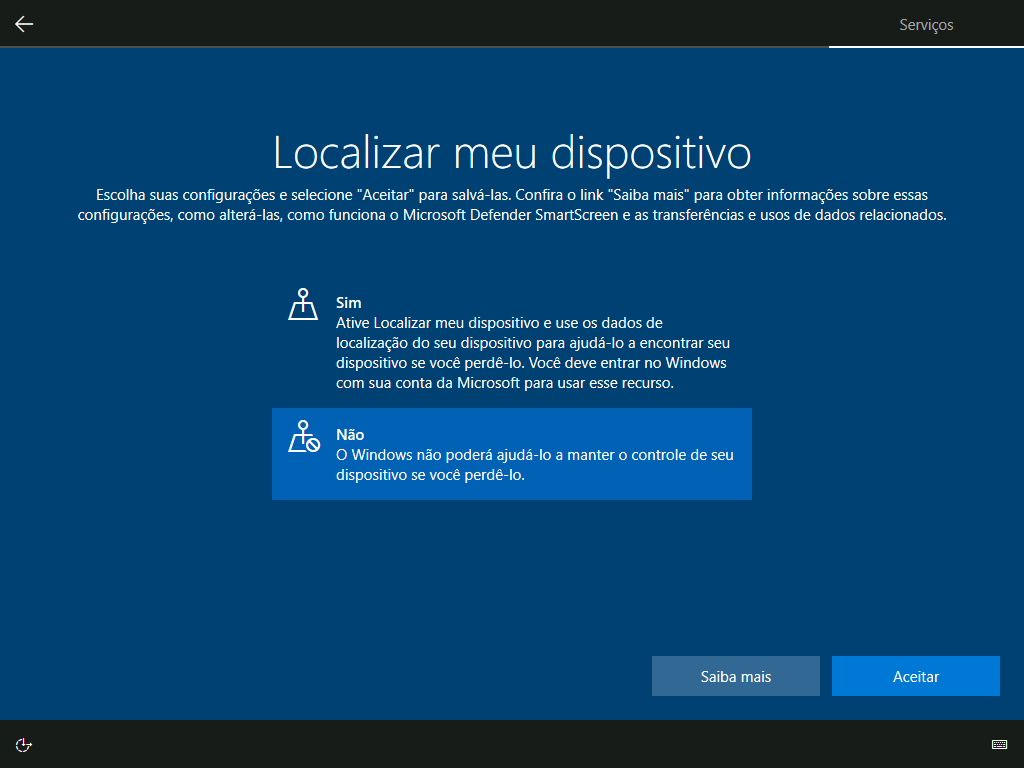 Serviços
Localizar meu dispositivo
Escolha suas configurações e selecione "Aceitar" para salvá-las. Confira o link "Saiba mais" para obter informações sobre essas
configurações, como alterá-las, como funciona o Microsoft Defender SmartScreen e as transferências e usos de dados relacionados.
Sim
Ative Localizar meu dispositivo e use os dados de
localização do seu dispositivo para ajudá-lo a encontrar seu
dispositivo se você perdê-lo. Você deve entrar no Windows
com sua conta da Microsoft para usar esse recurso.
Não
O Windows não poderá ajudá-lo a manter o controle de seu
dispositivo se você perdê-lo.
Saiba mais
Aceitar